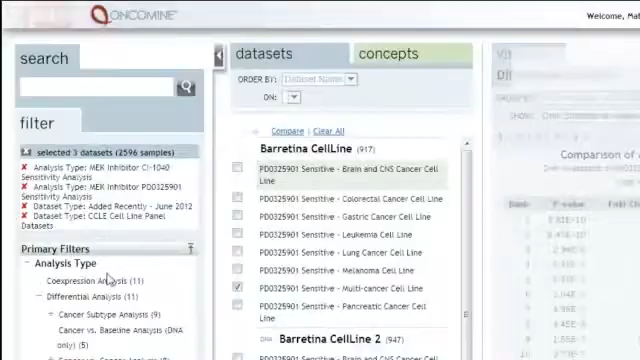 ONCOMINE
Welcome,
search
filter
selected 3 datasets (2596 samples)
Analysis Type: MEK Inhibitor CI-1040
Sensitivity Analysis
Analysis Type: MEK Inhibitor PD0325901
Sensitivity Analysis
Dataset Type: Added Recently - June 2012
Dataset Type: CCLE Cell Line Panel
Datasets
Primary Filters
Analysis Type
Coexpression Analysis (11)
Differential Analysis (11)
Cancer Subtype Analysis (9)
Cancer vs. Baseline Analysis (DNA
only) (5)
datasets
concepts
ORDER BY: Dataset Name
ON:
Compare | Clear All
Barretina CellLine (917)
PD0325901 Sensitive - Brain and CNS Cancer Cell
Line
PD0325901 Sensitive - Colorectal Cancer Cell Line
PD0325901 Sensitive - Gastric Cancer Cell Line
PD0325901 Sensitive - Leukemia Cell Line
PD0325901 Sensitive - Lung Cancer Cell Line
PD0325901 Sensitive - Melanoma Cell Line
PD0325901 Sensitive - Multi-cancer Cell Line
PD0325901 Sensitive - Pancreatic Cancer Cell
Line
DNA Barretina CellLine 2 (947)
Comparison of
Rank P-value